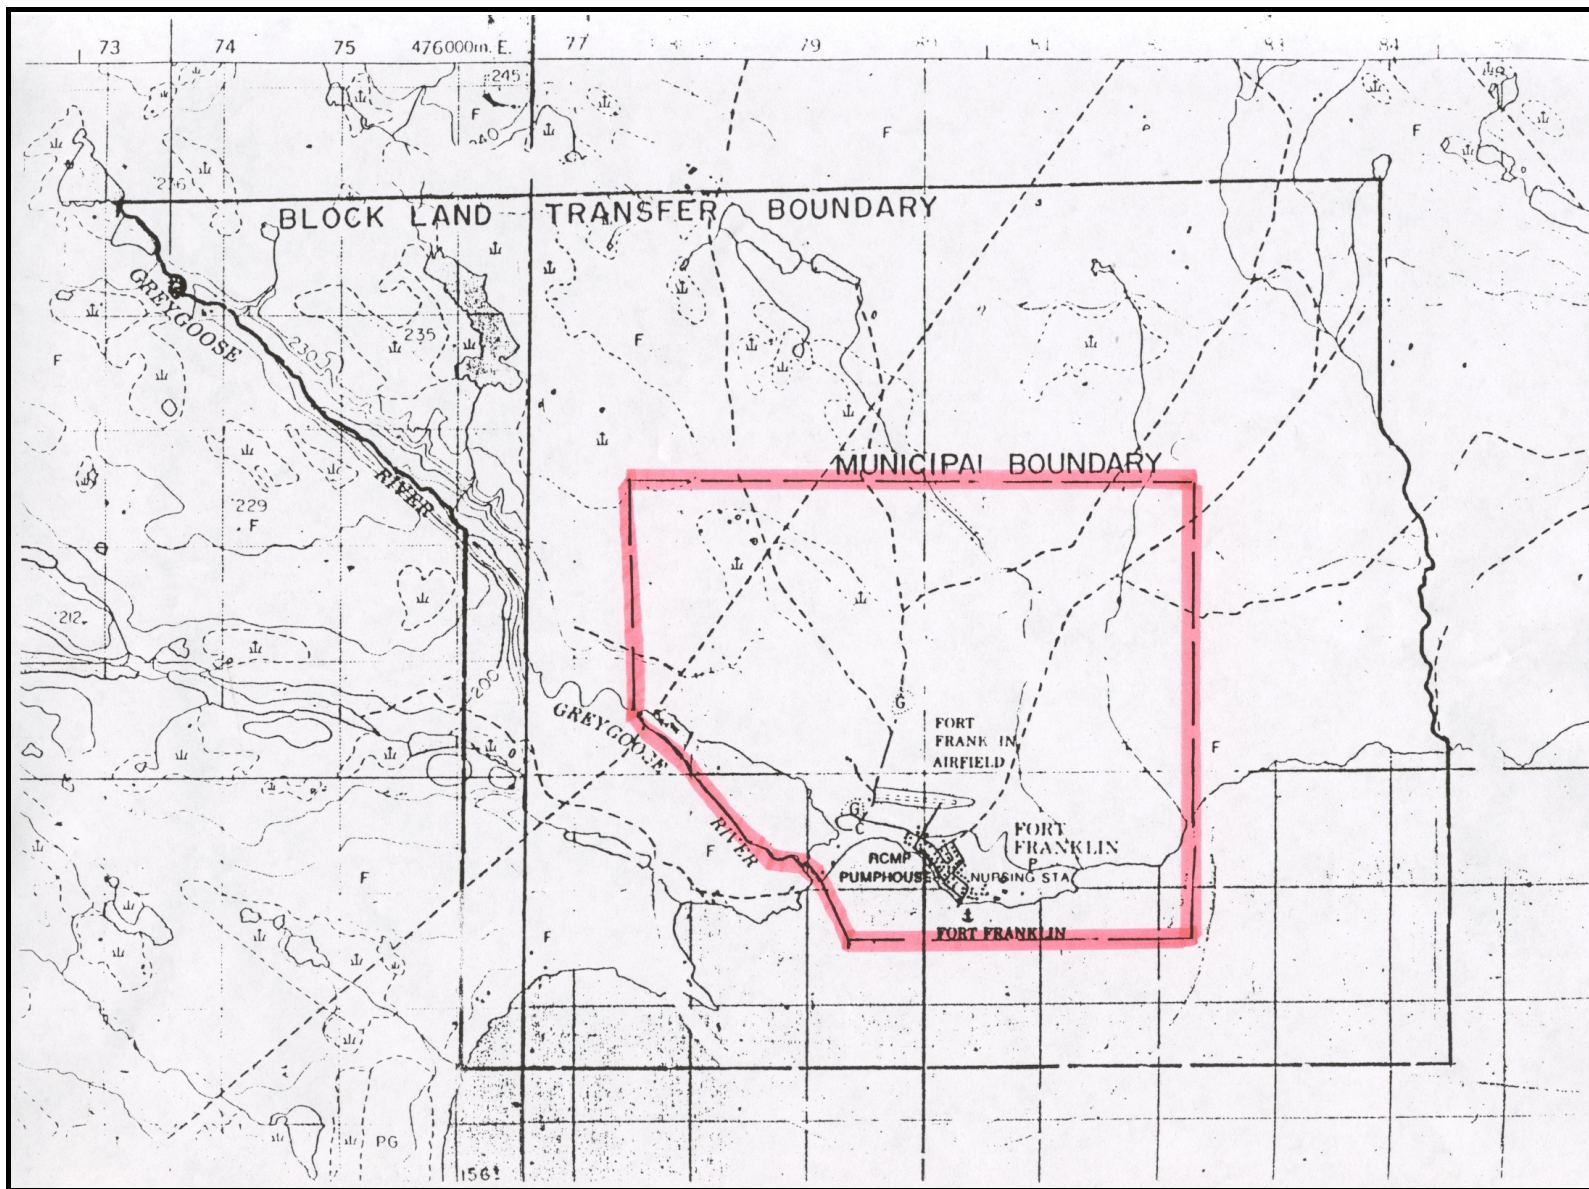 73 74 75 476000m. E. 77 79 81 83 84
245
F
F
F
276
BLOCK LAND TRANSFER BOUNDARY
GREYGOOSE
235
230
F
F
RIVER
MUNICIPAL BOUNDARY
229
F
212
200
GREYGOOSE
G
FORT
FRANK IN
AIRFIELD
F
G
C
RIVER
F
FORT
FRANKLIN
P
RCMP
PUMPHOUSE
NURSING STA
F
FORT FRANKLIN
F
PG
156